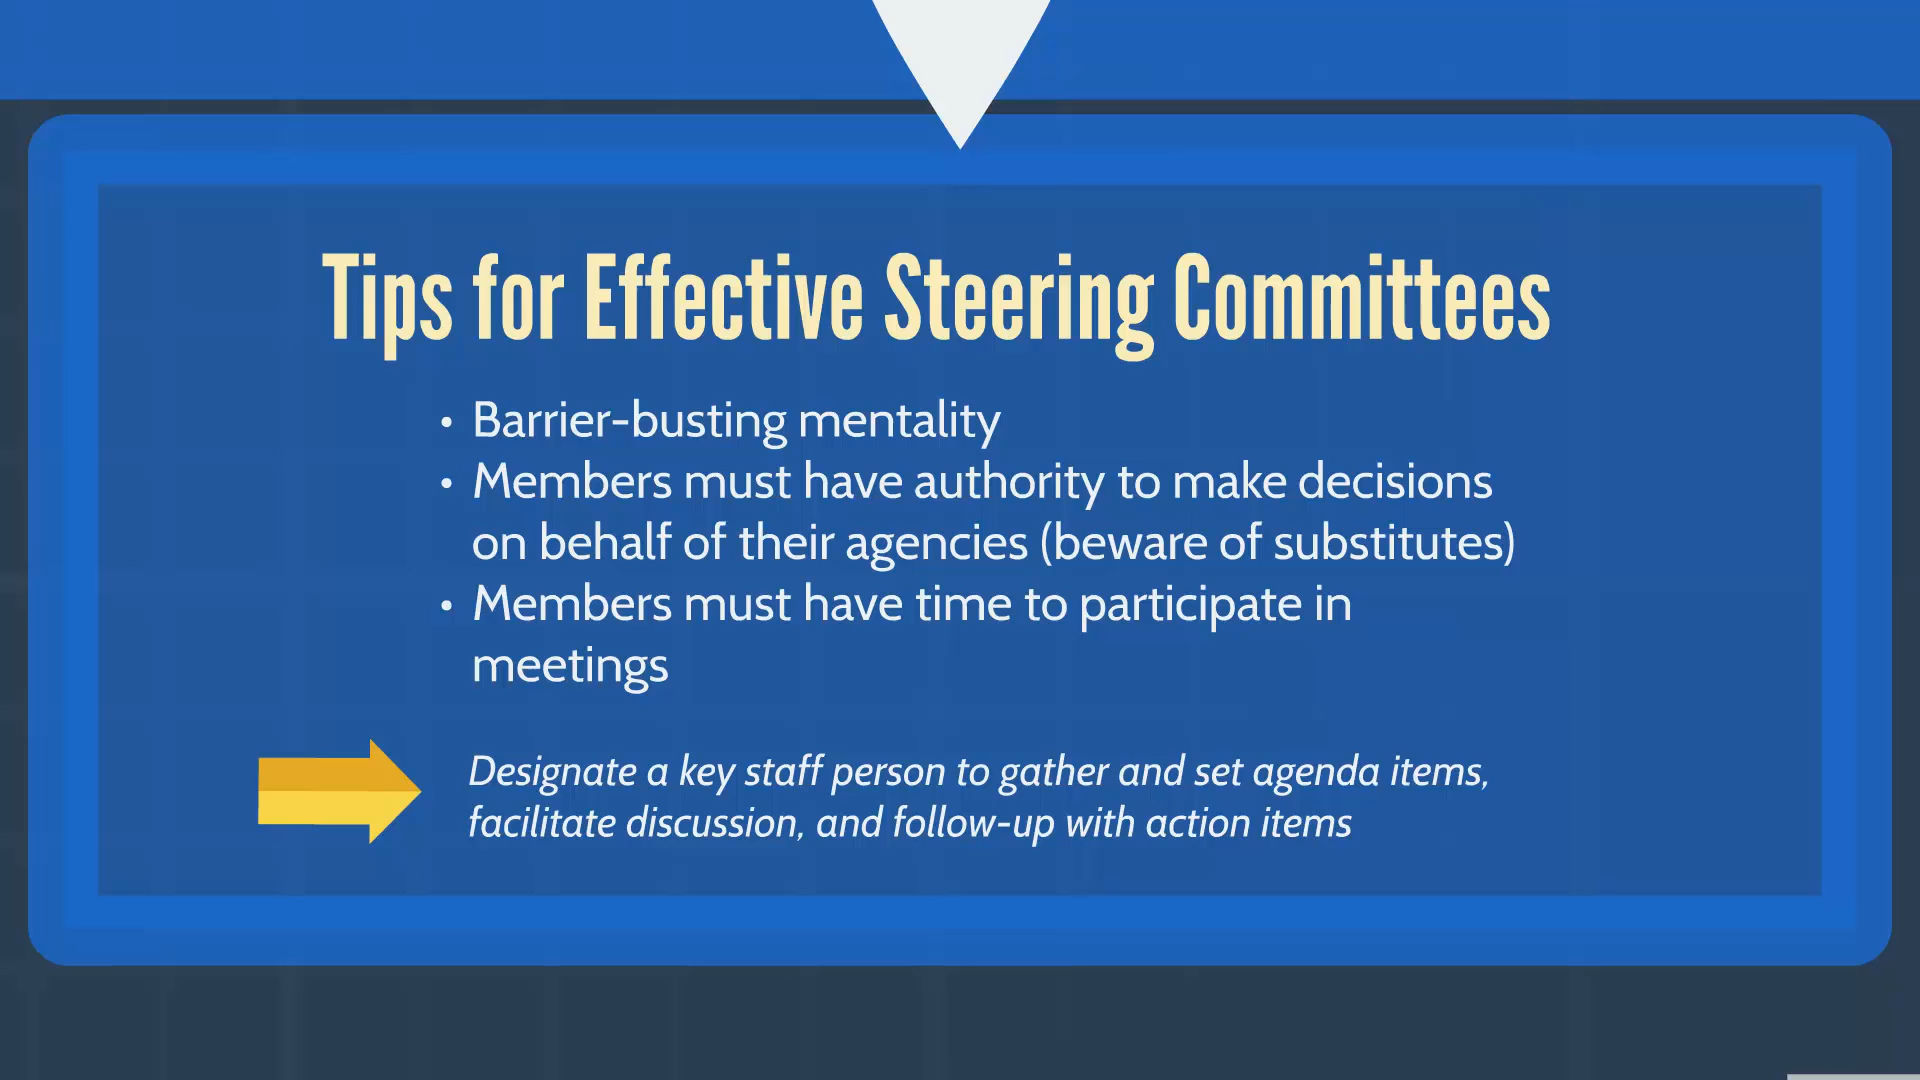 Tips for Effective Steering Committees
• Barrier-busting mentality
• Members must have authority to make decisions
on behalf of their agencies (beware of substitutes)
• Members must have time to participate in
meetings
Designate a key staff person to gather and set agenda items,
facilitate discussion, and follow-up with action items